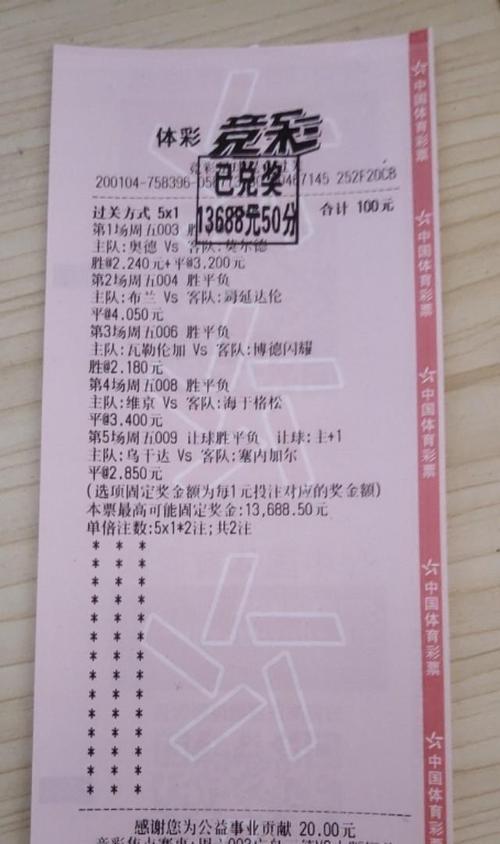 体彩 竞彩
已兑奖
13688元50分
252F20CB
过关方式 5x1 合计 100元
第1场周五003 胜
主队:奥德 Vs 客队:莫尔德
胜@2.240元+平@3.200元
第2场周五004 胜平负
主队:布兰 Vs 客队:厨延达伦
平@4.050元
第3场周五006 胜平负
主队:瓦勒伦加 Vs 客队:博德闪耀
胜@2.180元
第4场周五008 胜平负
主队:维京 Vs 客队:海于格松
平@3.400元
第5场周五009 让球胜平负 让球:主+1
主队:乌干达 Vs 客队:塞内加尔
平@2.850元
(选项固定奖金额为每1元投注对应的奖金额)
本票最高可能固定奖金:13,688.50元
单倍注数:5x1*2注;共2注
* * *
* * *
* * *
* * *
* * *
* * *
* * *
* * *
* * *
* * *
* * *
* * *
* * *
* * *
感谢您为公益事业贡献 20.00元
中国体育彩票
中国体育彩票
中国体育彩票
中国体育彩票
中国体育彩票